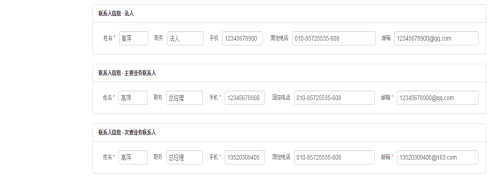 联系人信息 - 法人
姓名 * 高萍 职务 法人 手机 12345678900 固定电话 010-85725535-608 邮箱 12345678900@qq.com
联系人信息 - 主要业务联系人
姓名 * 高萍 职务 总经理 手机 * 12345678900 固定电话 010-85725535-608 邮箱 * 12345678900@qq.com
联系人信息 - 次要业务联系人
姓名 * 高萍 职务 总经理 手机 * 13520309405 固定电话 010-85725535-608 邮箱 * 13520309405@163.com